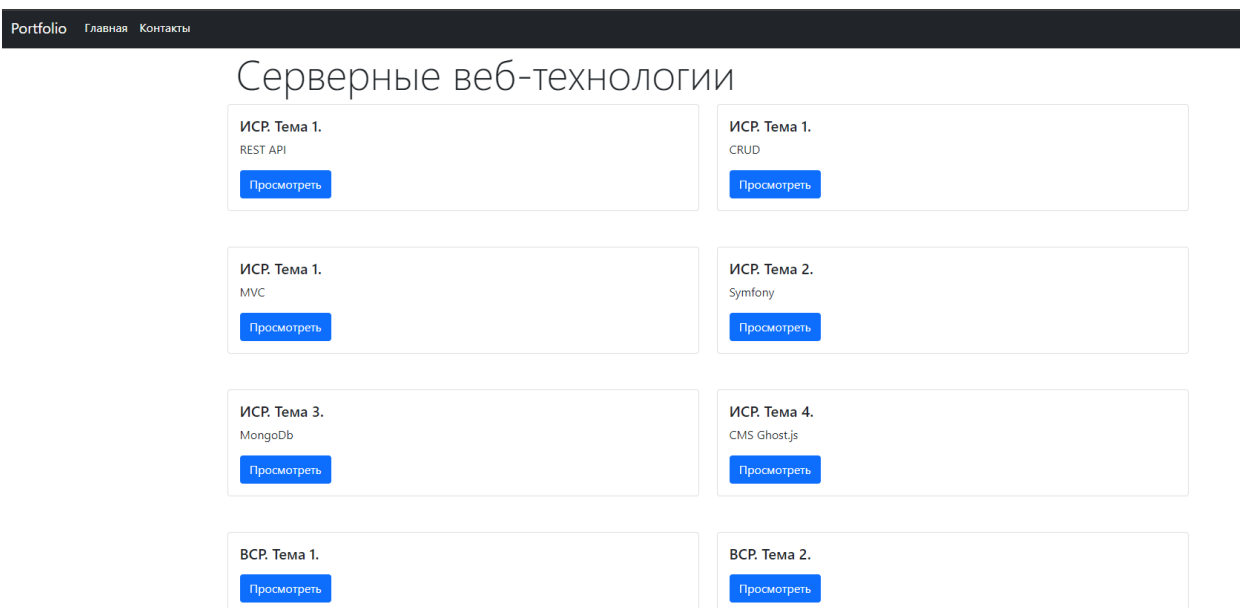 Portfolio Главная Контакты
Серверные веб-технологии
ИСР. Тема 1.
REST API
Просмотреть
ИСР. Тема 1.
CRUD
Просмотреть
ИСР. Тема 1.
MVC
Просмотреть
ИСР. Тема 2.
Symfony
Просмотреть
ИСР. Тема 3.
MongoDb
Просмотреть
ИСР. Тема 4.
CMS Ghost.js
Просмотреть
ВСР. Тема 1.
Просмотреть
ВСР. Тема 2.
Просмотреть